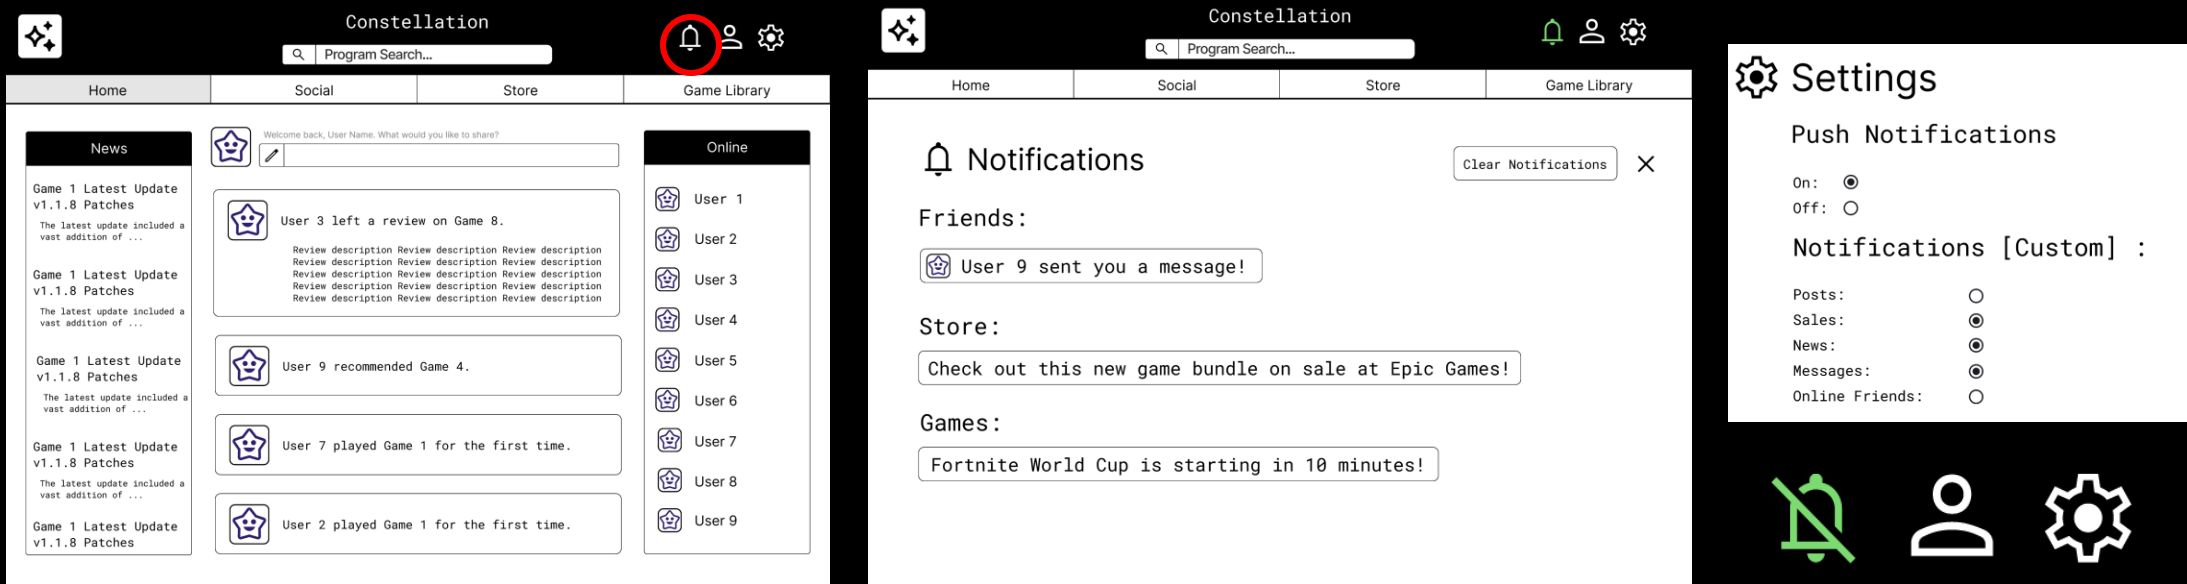 Constellation
Program Search...
Home
Social
Store
Game Library
News
Game 1 Latest Update
v1.1.8 Patches
The latest update included a
vast addition of ...
Game 1 Latest Update
v1.1.8 Patches
The latest update included a
vast addition of ...
Game 1 Latest Update
v1.1.8 Patches
The latest update included a
vast addition of ...
Game 1 Latest Update
v1.1.8 Patches
The latest update included a
vast addition of ...
Game 1 Latest Update
v1.1.8 Patches
Welcome back, User Name. What would you like to share?
User 3 left a review on Game 8.
Review description Review description Review description
Review description Review description Review description
Review description Review description Review description
Review description Review description Review description
Review description Review description Review description
User 9 recommended Game 4.
User 7 played Game 1 for the first time.
User 2 played Game 1 for the first time.
Online
User 1
User 2
User 3
User 4
User 5
User 6
User 7
User 8
User 9
Constellation
Program Search...
Home
Social
Store
Game Library
Notifications
Clear Notifications
Friends:
User 9 sent you a message!
Store:
Check out this new game bundle on sale at Epic Games!
Games:
Fortnite World Cup is starting in 10 minutes!
Settings
Push Notifications
On:
Off:
Notifications [Custom] :
Posts:
Sales:
News:
Messages:
Online Friends: